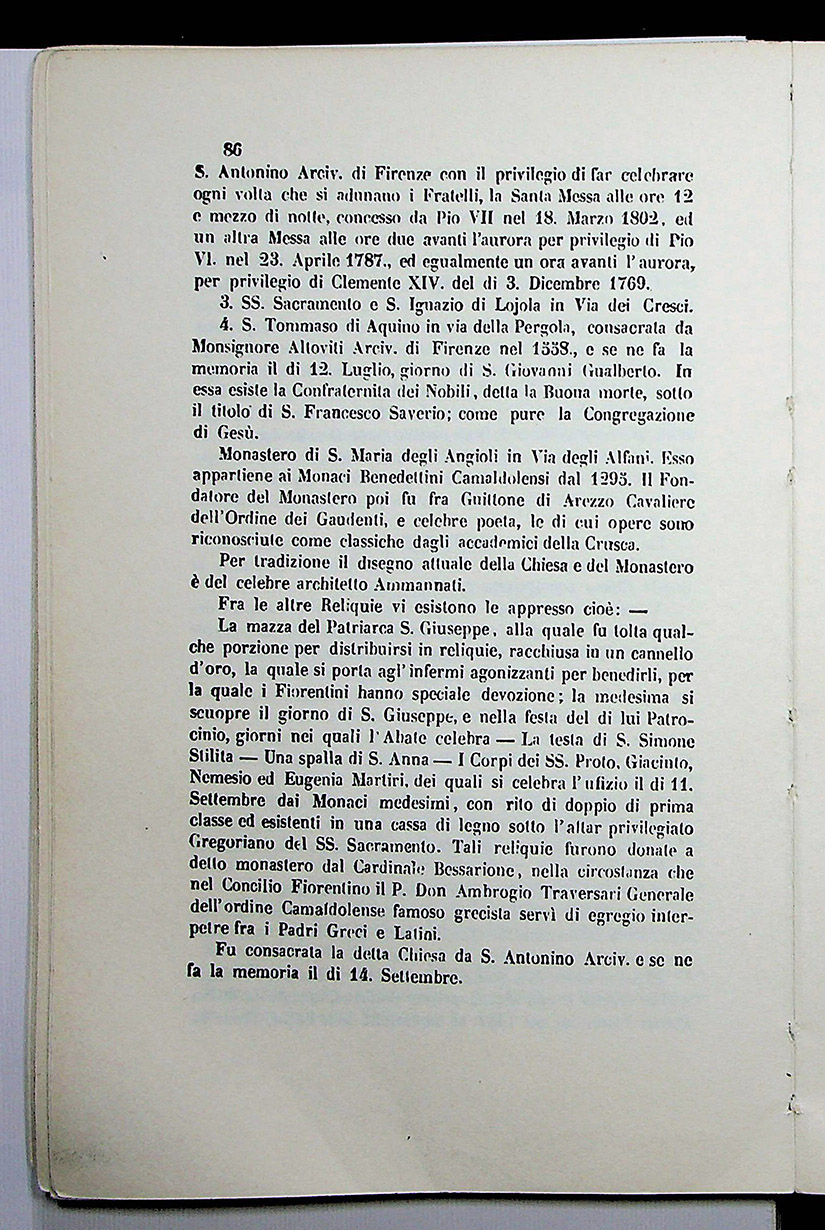 86
S. Antonino Arciv. di Firenze con il privilegio di far celebrare
ogni volta che si adunano i Fratelli, la Santa Messa alle ore 12
e mezzo di notte, concesso da Pio VII nel 18. Marzo 1802, ed
un altra Messa alle ore due avanti l'aurora per privilegio di Pio
VI. nel 23. Aprile 1787., ed egualmente un ora avanti l'aurora,
per privilegio di Clemente XIV. del di 3. Dicembre 1769.
3. SS. Sacramento e S. Ignazio di Lojola in Via dei Cresci.
4. S. Tommaso di Aquino in via della Pergola, consacrata da
Monsignore Altoviti Arciv. di Firenze nel 1558., e se ne fa la
memoria il di 12. Luglio, giorno di S. Giovanni Gualberto. In
essa esiste la Confraternita dei Nobili, detta la Buona morte, sotto
il titolo di S. Francesco Saverio; come pure la Congregazione
di Gesù.
Monastero di S. Maria degli Angioli in Via degli Alfani. Esso
appartiene ai Monaci Benedettini Camaldolensi dal 1295. Il Fon-
datore del Monastero poi fu fra Guittone di Arezzo Cavaliere
dell'Ordine dei Gaudenti, e celebre poeta, le di cui opere sono
riconosciute come classiche dagli accademici della Crusca.
Per tradizione il disegno attuale della Chiesa e del Monastero
è del celebre architetto Ammannati.
Fra le altre Reliquie vi esistono le appresso cioè: —
La mazza del Patriarca S. Giuseppe, alla quale fu tolta qual-
che porzione per distribuirsi in reliquie, racchiusa in un cannello
d'oro, la quale si porta agl'infermi agonizzanti per benedirli, per
la quale i Fiorentini hanno speciale devozione; la medesima si
scuopre il giorno di S. Giuseppe, e nella festa del di lui Patro-
cinio, giorni nei quali l'Abate celebra — La testa di S. Simone
Stilita — Una spalla di S. Anna — I Corpi dei SS. Proto, Giacinto,
Nemesio ed Eugenia Martiri, dei quali si celebra l'ufizio il di 11.
Settembre dai Monaci medesimi, con rito di doppio di prima
classe ed esistenti in una cassa di legno sotto l'altar privilegiato
Gregoriano del SS. Sacramento. Tali reliquie furono donate a
detto monastero dal Cardinale Bessarione, nella circostanza che
nel Concilio Fiorentino il P. Don Ambrogio Traversari Generale
dell'ordine Camaldolense famoso grecista servì di egregio inter-
petre fra i Padri Greci e Latini.
Fu consacrata la detta Chiesa da S. Antonino Arciv. e se ne
fa la memoria il di 14. Settembre.